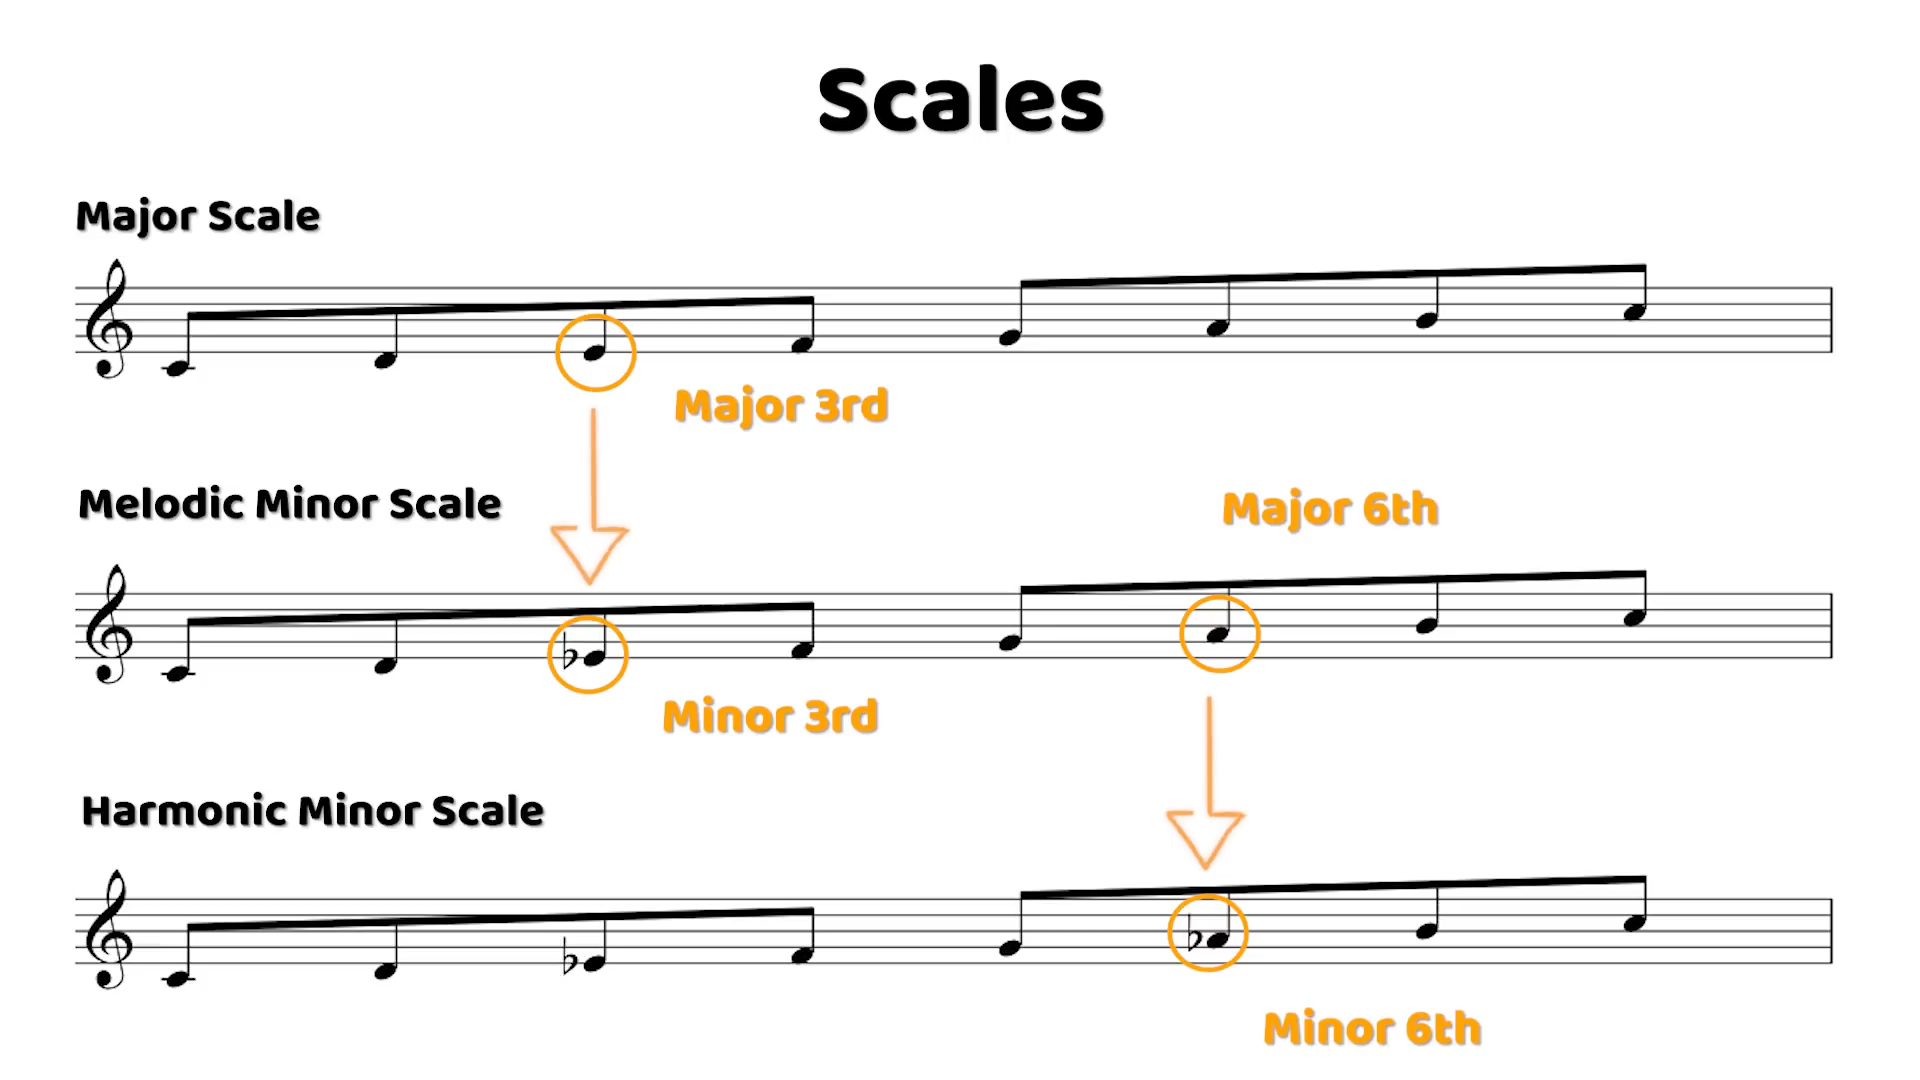 Scales
Major Scale
Major 3rd
Melodic Minor Scale
Major 6th
Minor 3rd
Harmonic Minor Scale
Minor 6th